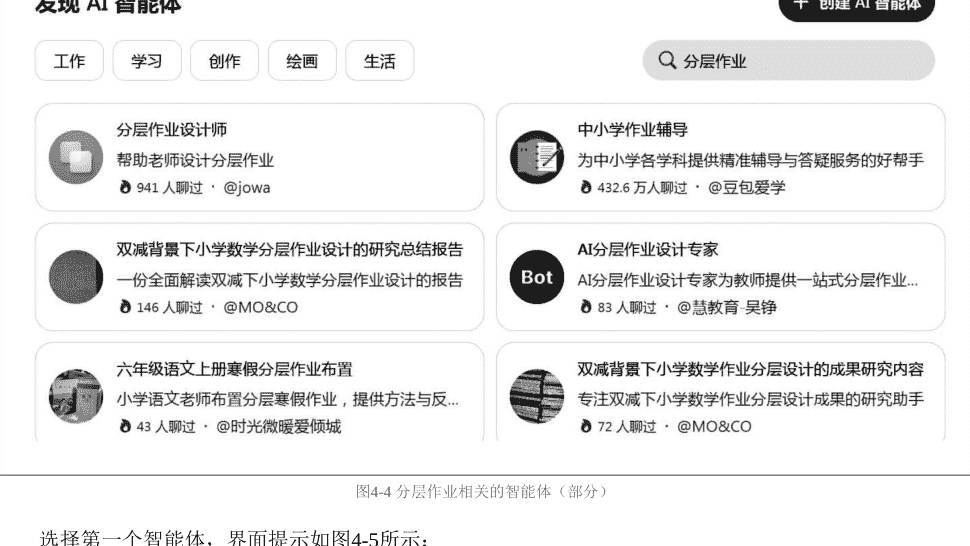 发现 AI 智能体
+ 创建 AI 智能体
工作 学习 创作 绘画 生活
分层作业
分层作业设计师
帮助老师设计分层作业
941 人聊过 · @jowa
中小学作业辅导
为中小学各学科提供精准辅导与答疑服务的好帮手
432.6 万人聊过 · @豆包爱学
双减背景下小学数学分层作业设计的研究总结报告
一份全面解读双减下小学数学分层作业设计的报告
146 人聊过 · @MO&CO
Bot
AI分层作业设计专家
AI分层作业设计专家为教师提供一站式分层作业...
83 人聊过 · @慧教育-吴铮
六年级语文上册寒假分层作业布置
小学语文老师布置分层寒假作业，提供方法与反...
43 人聊过 · @时光微暖爱倾城
双减背景下小学数学作业分层设计的成果研究内容
专注双减下小学数学作业分层设计成果的研究助手
72 人聊过 · @MO&CO
图4-4 分层作业相关的智能体（部分）
选择第一个智能体，界面提示如图4-5所示：